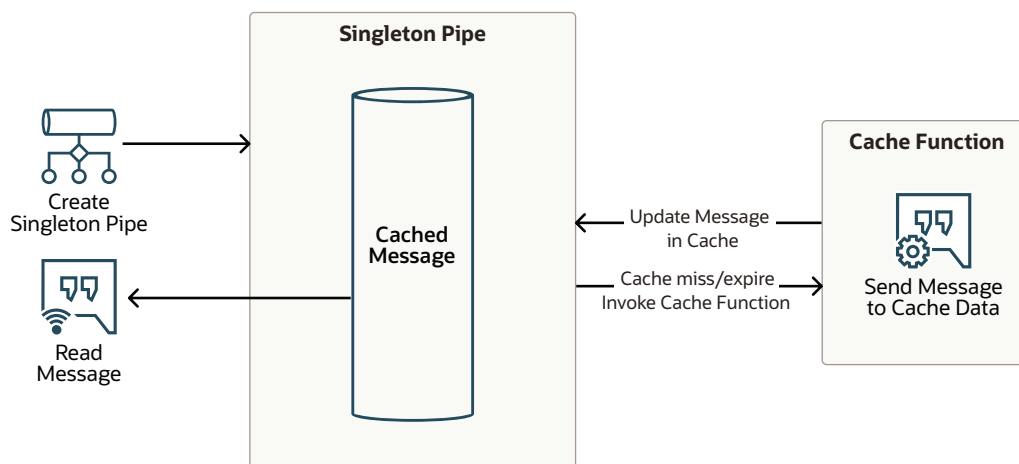 Singleton Pipe
Create
Singleton Pipe
Cached
Message
Read
Message
Update Message
in Cache
Cache miss/expire
Invoke Cache Function
Cache Function
Send Message
to Cache Data